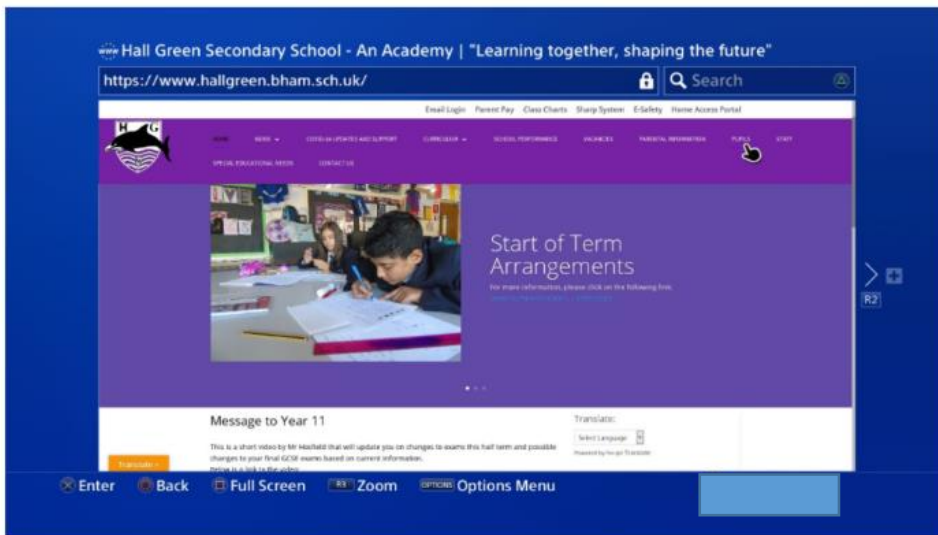 www Hall Green Secondary School - An Academy | "Learning together, shaping the future"
https://www.hallgreen.bham.sch.uk/
Search
Email Login Parent Pay Class Charts Sharp System E-Safety Home Access Portal
H G
HOME NEWS COVID-19 UPDATES AND SUPPORT CURRICULUM SCHOOL PERFORMANCE VACANCIES PARENTAL INFORMATION PUPILS STAFF
SPECIAL EDUCATIONAL NEEDS CONTACT US
Start of Term
Arrangements
For more information, please click on the following link:
R2
Message to Year 11
This is a short video by Mr Hadfield that will update you on changes to exams this half term and possible
changes to your final GCSE exams based on current information.
Below is a link to the video
Translate:
Select Language
Powered by Google Translate
Translate »
Enter Back Full Screen R3 Zoom OPTIONS Options Menu